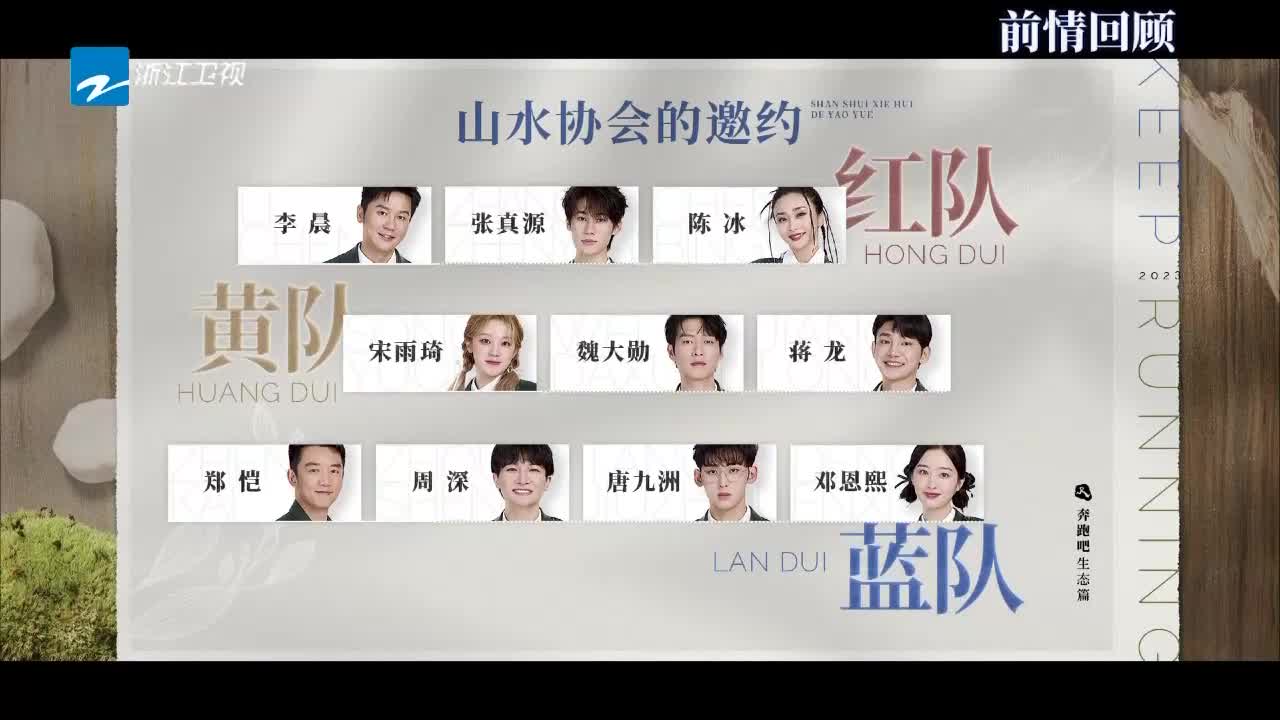 前情回顾
浙江卫视
山水协会的邀约
SHAN SHUI XIE HUI
DE YAO YUE
红队
HONG DUI
李晨
张真源
陈冰
黄队
HUANG DUI
宋雨琦
魏大勋
蒋龙
郑恺
周深
唐九洲
邓恩熙
LAN DUI
蓝队
KEEP RUNNING
2023
奔跑吧生态篇